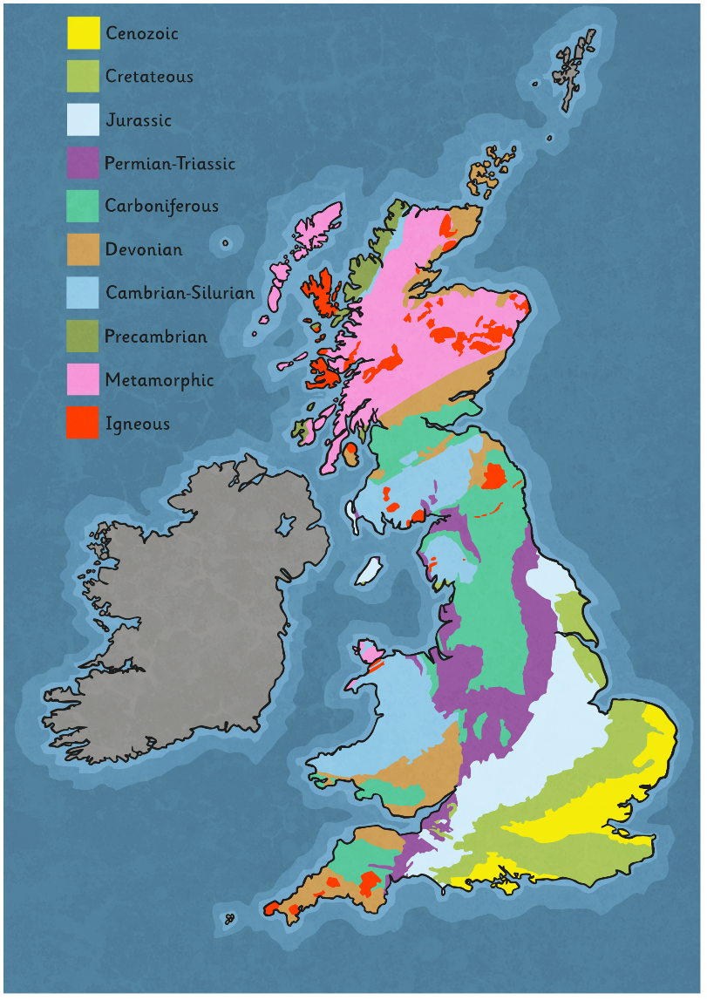 Cenozoic
Cretateous
Jurassic
Permian-Triassic
Carboniferous
Devonian
Cambrian-Silurian
Precambrian
Metamorphic
Igneous